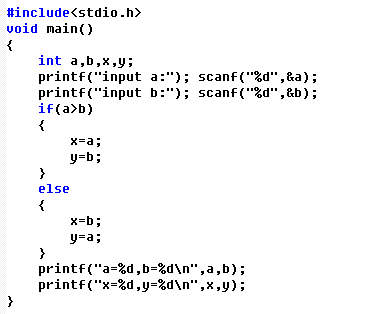 #include<stdio.h>
void main()
{
    int a,b,x,y;
    printf("input a:"); scanf("%d",&a);
    printf("input b:"); scanf("%d",&b);
    if(a>b)
    {
        x=a;
        y=b;
    }
    else
    {
        x=b;
        y=a;
    }
    printf("a=%d,b=%d\n",a,b);
    printf("x=%d,y=%d\n",x,y);
}